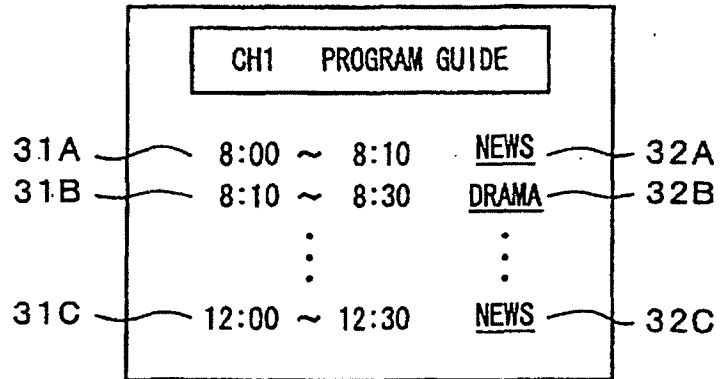 CH1 PROGRAM GUIDE
31A 8:00 ~ 8:10 NEWS 32A
31B 8:10 ~ 8:30 DRAMA 32B
31C 12:00 ~ 12:30 NEWS 32C